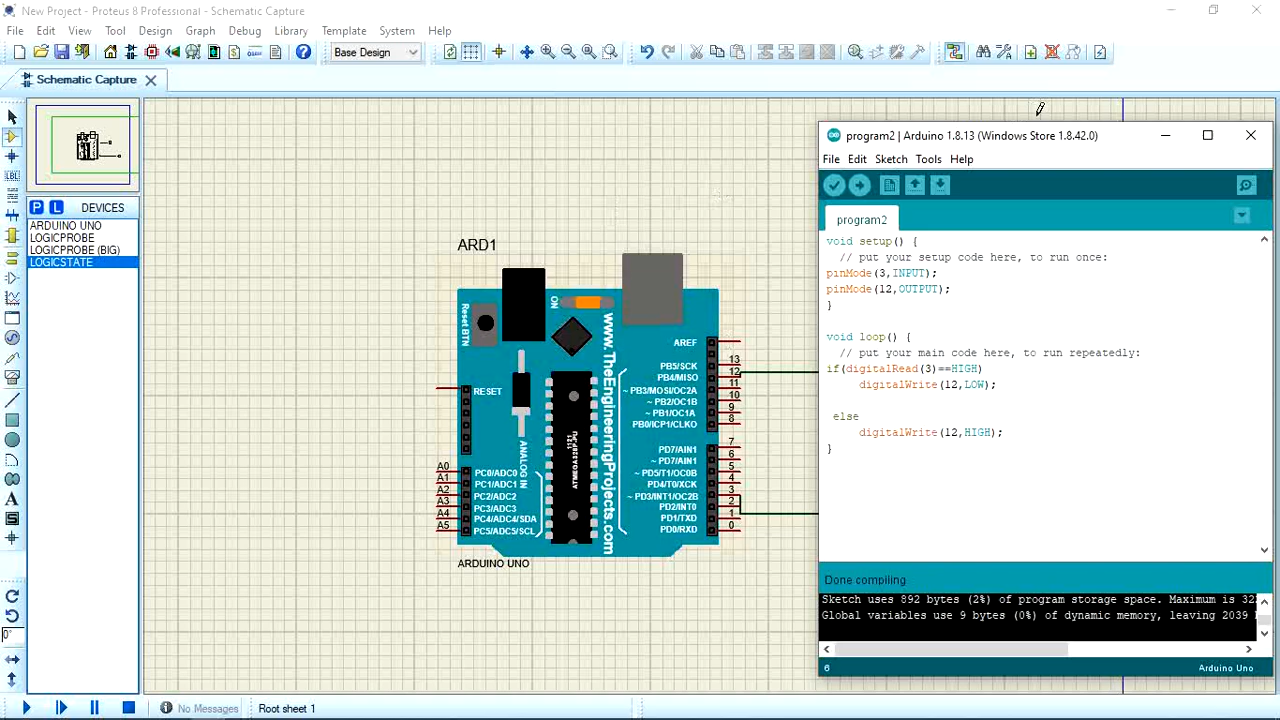 New Project - Proteus 8 Professional - Schematic Capture
File Edit View Tool Design Graph Debug Library Template System Help
Base Design
Schematic Capture
P L DEVICES
ARDUINO UNO
LOGICPROBE
LOGICPROBE (BIG)
LOGICSTATE
0°
ARD1
Reset BTN
ON
www.TheEngineeringProjects.com
ANALOG IN
ATMEGA328P-PU
1121
RESET
A0 PC0/ADC0
A1 PC1/ADC1
A2 PC2/ADC2
A3 PC3/ADC3
A4 PC4/ADC4/SDA
A5 PC5/ADC5/SCL
AREF
PB5/SCK 13
PB4/MISO 12
~ PB3/MOSI/OC2A 11
~ PB2/OC1B 10
~ PB1/OC1A 9
PB0/ICP1/CLKO 8
PD7/AIN1 7
~ PD7/AIN1 6
~ PD5/T1/OC0B 5
PD4/T0/XCK 4
~ PD3/INT1/OC2B 3
PD2/INT0 2
PD1/TXD 1
PD0/RXD 0
ARDUINO UNO
program2 | Arduino 1.8.13 (Windows Store 1.8.42.0)
File Edit Sketch Tools Help
program2
void setup() {
// put your setup code here, to run once:
pinMode(3,INPUT);
pinMode(12,OUTPUT);
}
void loop() {
// put your main code here, to run repeatedly:
if(digitalRead(3)==HIGH)
digitalWrite(12,LOW);
else
digitalWrite(12,HIGH);
}
Done compiling
Sketch uses 892 bytes (2%) of program storage space. Maximum is 32
Global variables use 9 bytes (0%) of dynamic memory, leaving 2039
6 Arduino Uno
No Messages Root sheet 1